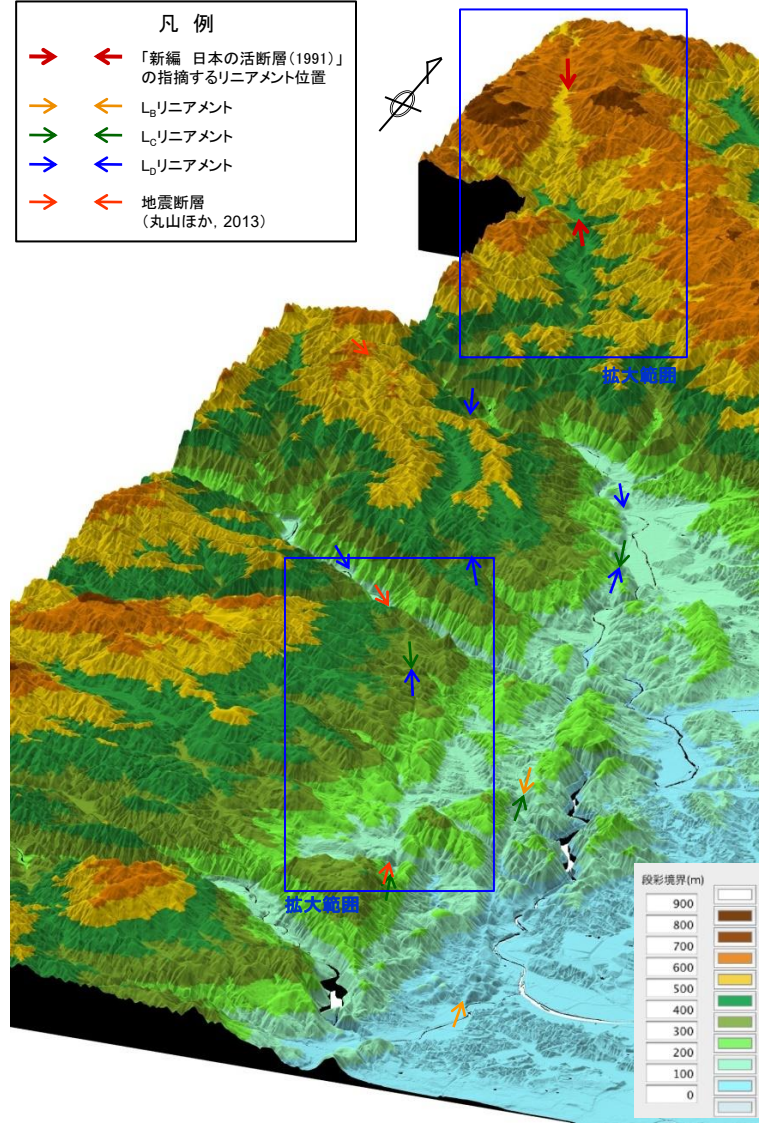 凡 例
「新編 日本の活断層(1991)」
の指摘するリニアメント位置
LBリニアメント
LCリニアメント
LDリニアメント
地震断層
(丸山ほか, 2013)
拡大範囲
拡大範囲
段彩境界(m)
900
800
700
600
500
400
300
200
100
0